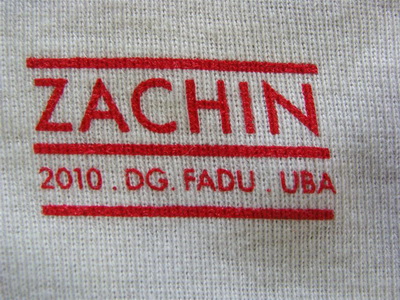 ZACHIN
2010 . DG. FADU . UBA